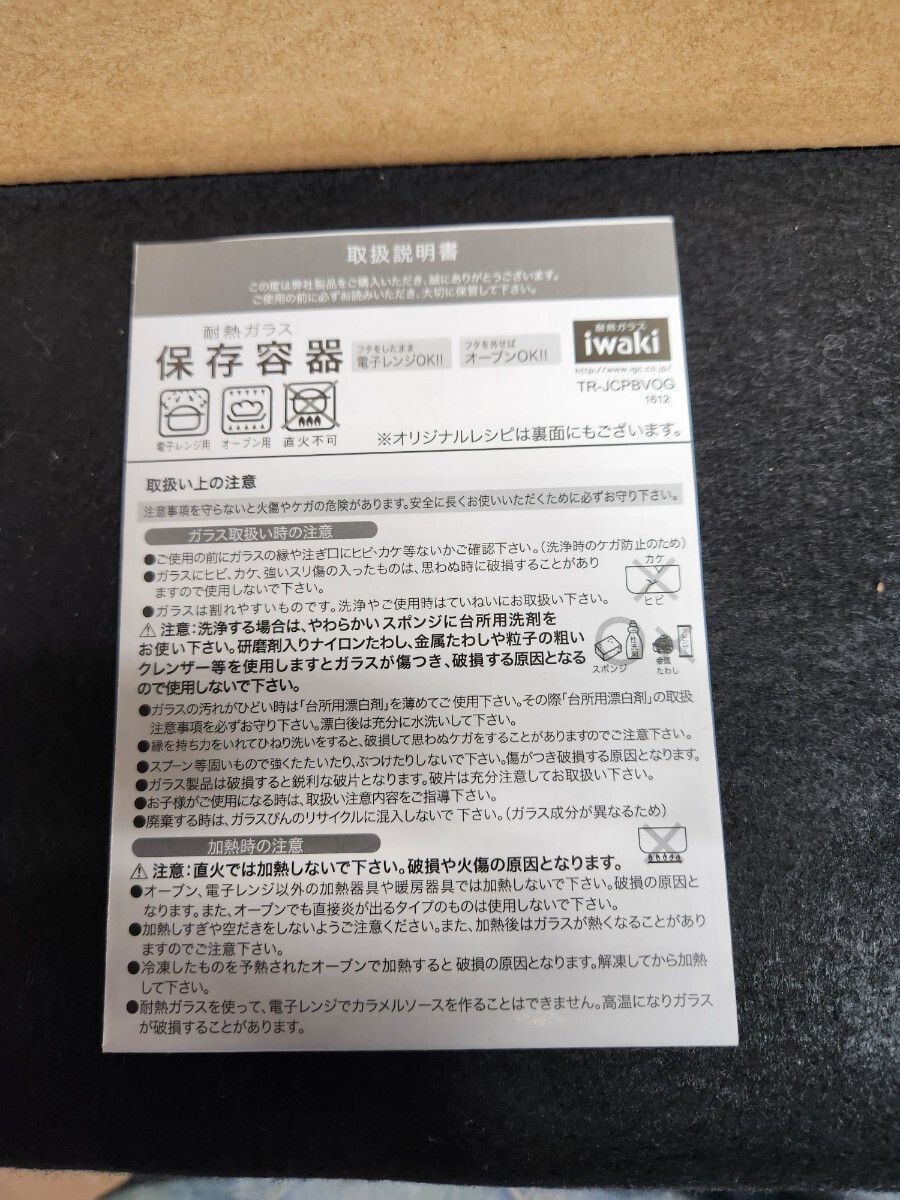 取扱説明書
この度は弊社製品をご購入いただき、誠にありがとうございます。
ご使用の前に必ずお読みいただき、大切に保管して下さい。
耐熱ガラス
保存容器
フタをしたまま
電子レンジOK!!
フタを外せば
オーブンOK!!
耐熱ガラス
iwaki
http://www.igc.co.jp/
TR-JCPBVOG
1612
電子レンジ用
オーブン用
直火不可
※オリジナルレシピは裏面にもございます。
取扱い上の注意
注意事項を守らないと火傷やケガの危険があります。安全に長くお使いいただくために必ずお守り下さい。
ガラス取扱い時の注意
●ご使用の前にガラスの縁や注ぎ口にヒビ・カケ等ないかご確認下さい。(洗浄時のケガ防止のため)
●ガラスにヒビ、カケ、強いスリ傷の入ったものは、思わぬ時に破損することがあり
ますので使用しないで下さい。
カケ
ヒビ
●ガラスは割れやすいものです。洗浄やご使用時はていねいにお取扱い下さい。
⚠注意:洗浄する場合は、やわらかいスポンジに台所用洗剤を
お使い下さい。研磨剤入りナイロンたわし、金属たわしや粒子の粗い
クレンザー等を使用しますとガラスが傷つき、破損する原因となる
ので使用しないで下さい。
スポンジ
中性洗剤
金属
たわし
●ガラスの汚れがひどい時は「台所用漂白剤」を薄めてご使用下さい。その際「台所用漂白剤」の取扱
注意事項を必ずお守り下さい。漂白後は充分に水洗いして下さい。
●縁を持ち力をいれてひねり洗いをすると、破損して思わぬケガをすることがありますのでご注意下さい。
●スプーン等固いもので強くたたいたり、ぶつけたりしないで下さい。傷がつき破損する原因となります。
●ガラス製品は破損すると鋭利な破片となります。破片は充分注意してお取扱い下さい。
●お子様がご使用になる時は、取扱い注意内容をご指導下さい。
●廃棄する時は、ガラスびんのリサイクルに混入しないで下さい。(ガラス成分が異なるため)
加熱時の注意
⚠注意:直火では加熱しないで下さい。破損や火傷の原因となります。
●オーブン、電子レンジ以外の加熱器具や暖房器具では加熱しないで下さい。破損の原因と
なります。また、オーブンでも直接炎が出るタイプのものは使用しないで下さい。
●加熱しすぎや空だきをしないようご注意ください。また、加熱後はガラスが熱くなることがあり
ますのでご注意下さい。
●冷凍したものを予熱されたオーブンで加熱すると破損の原因となります。解凍してから加熱
して下さい。
●耐熱ガラスを使って、電子レンジでカラメルソースを作ることはできません。高温になりガラス
が破損することがあります。